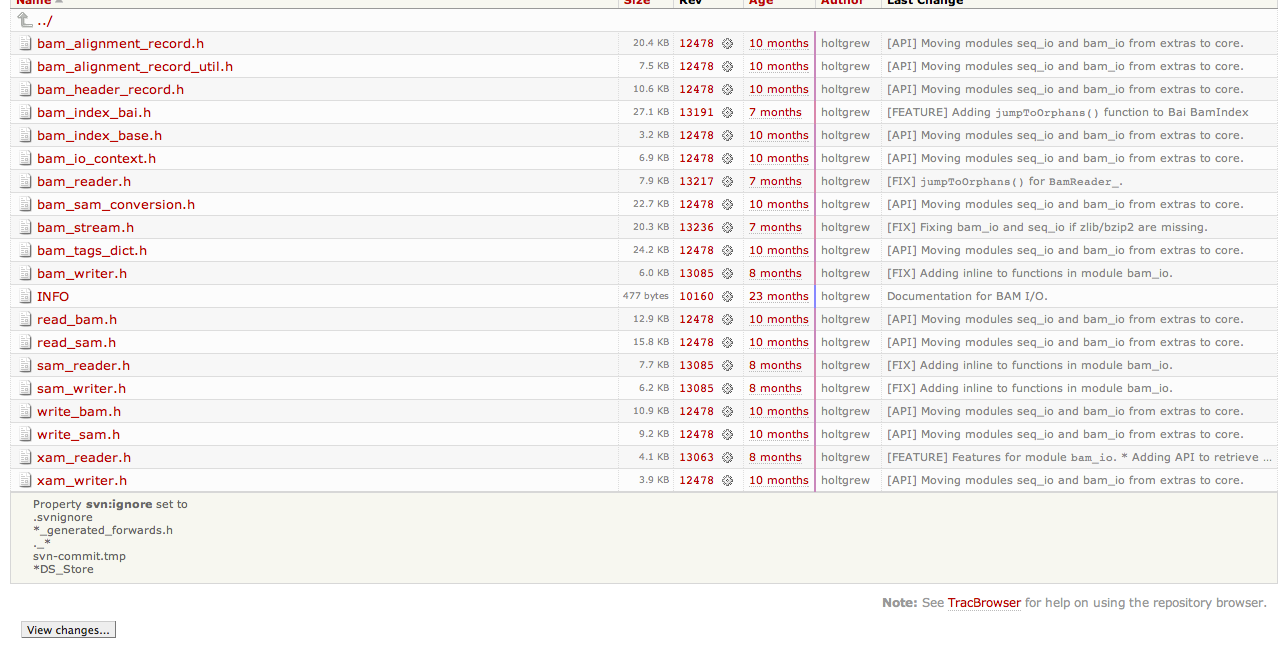 Name Size Rev Age Author Last Change
../
bam_alignment_record.h 20.4 KB 12478 10 months holtgrew [API] Moving modules seq_io and bam_io from extras to core.
bam_alignment_record_util.h 7.5 KB 12478 10 months holtgrew [API] Moving modules seq_io and bam_io from extras to core.
bam_header_record.h 10.6 KB 12478 10 months holtgrew [API] Moving modules seq_io and bam_io from extras to core.
bam_index_bai.h 27.1 KB 13191 7 months holtgrew [FEATURE] Adding jumpToOrphans() function to Bai BamIndex
bam_index_base.h 3.2 KB 12478 10 months holtgrew [API] Moving modules seq_io and bam_io from extras to core.
bam_io_context.h 6.9 KB 12478 10 months holtgrew [API] Moving modules seq_io and bam_io from extras to core.
bam_reader.h 7.9 KB 13217 7 months holtgrew [FIX] jumpToOrphans() for BamReader_.
bam_sam_conversion.h 22.7 KB 12478 10 months holtgrew [API] Moving modules seq_io and bam_io from extras to core.
bam_stream.h 20.3 KB 13236 7 months holtgrew [FIX] Fixing bam_io and seq_io if zlib/bzip2 are missing.
bam_tags_dict.h 24.2 KB 12478 10 months holtgrew [API] Moving modules seq_io and bam_io from extras to core.
bam_writer.h 6.0 KB 13085 8 months holtgrew [FIX] Adding inline to functions in module bam_io.
INFO 477 bytes 10160 23 months holtgrew Documentation for BAM I/O.
read_bam.h 12.9 KB 12478 10 months holtgrew [API] Moving modules seq_io and bam_io from extras to core.
read_sam.h 15.8 KB 12478 10 months holtgrew [API] Moving modules seq_io and bam_io from extras to core.
sam_reader.h 7.7 KB 13085 8 months holtgrew [FIX] Adding inline to functions in module bam_io.
sam_writer.h 6.2 KB 13085 8 months holtgrew [FIX] Adding inline to functions in module bam_io.
write_bam.h 10.9 KB 12478 10 months holtgrew [API] Moving modules seq_io and bam_io from extras to core.
write_sam.h 9.2 KB 12478 10 months holtgrew [API] Moving modules seq_io and bam_io from extras to core.
xam_reader.h 4.1 KB 13063 8 months holtgrew [FEATURE] Features for module bam_io. * Adding API to retrieve ...
xam_writer.h 3.9 KB 12478 10 months holtgrew [API] Moving modules seq_io and bam_io from extras to core.
Property svn:ignore set to
.svnignore
*_generated_forwards.h
._*
svn-commit.tmp
*DS_Store
Note: See TracBrowser for help on using the repository browser.
View changes...